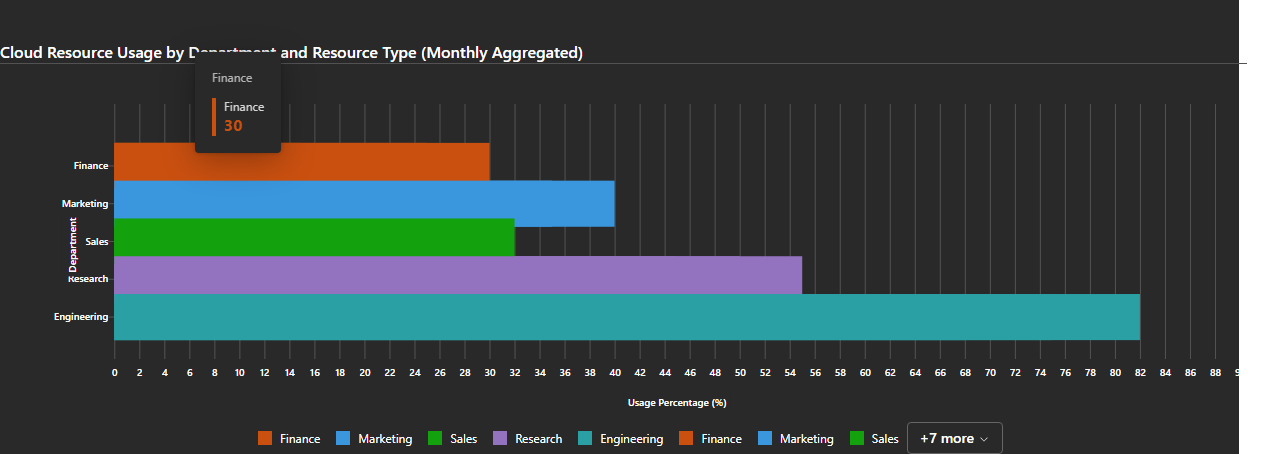 Cloud Resource Usage by Department and Resource Type (Monthly Aggregated)
Finance
Finance
30
Finance
Marketing
Sales
Research
Engineering
Department
0 2 4 6 8 10 12 14 16 18 20 22 24 26 28 30 32 34 36 38 40 42 44 46 48 50 52 54 56 58 60 62 64 66 68 70 72 74 76 78 80 82 84 86 88
Usage Percentage (%)
Finance Marketing Sales Research Engineering Finance Marketing Sales +7 more